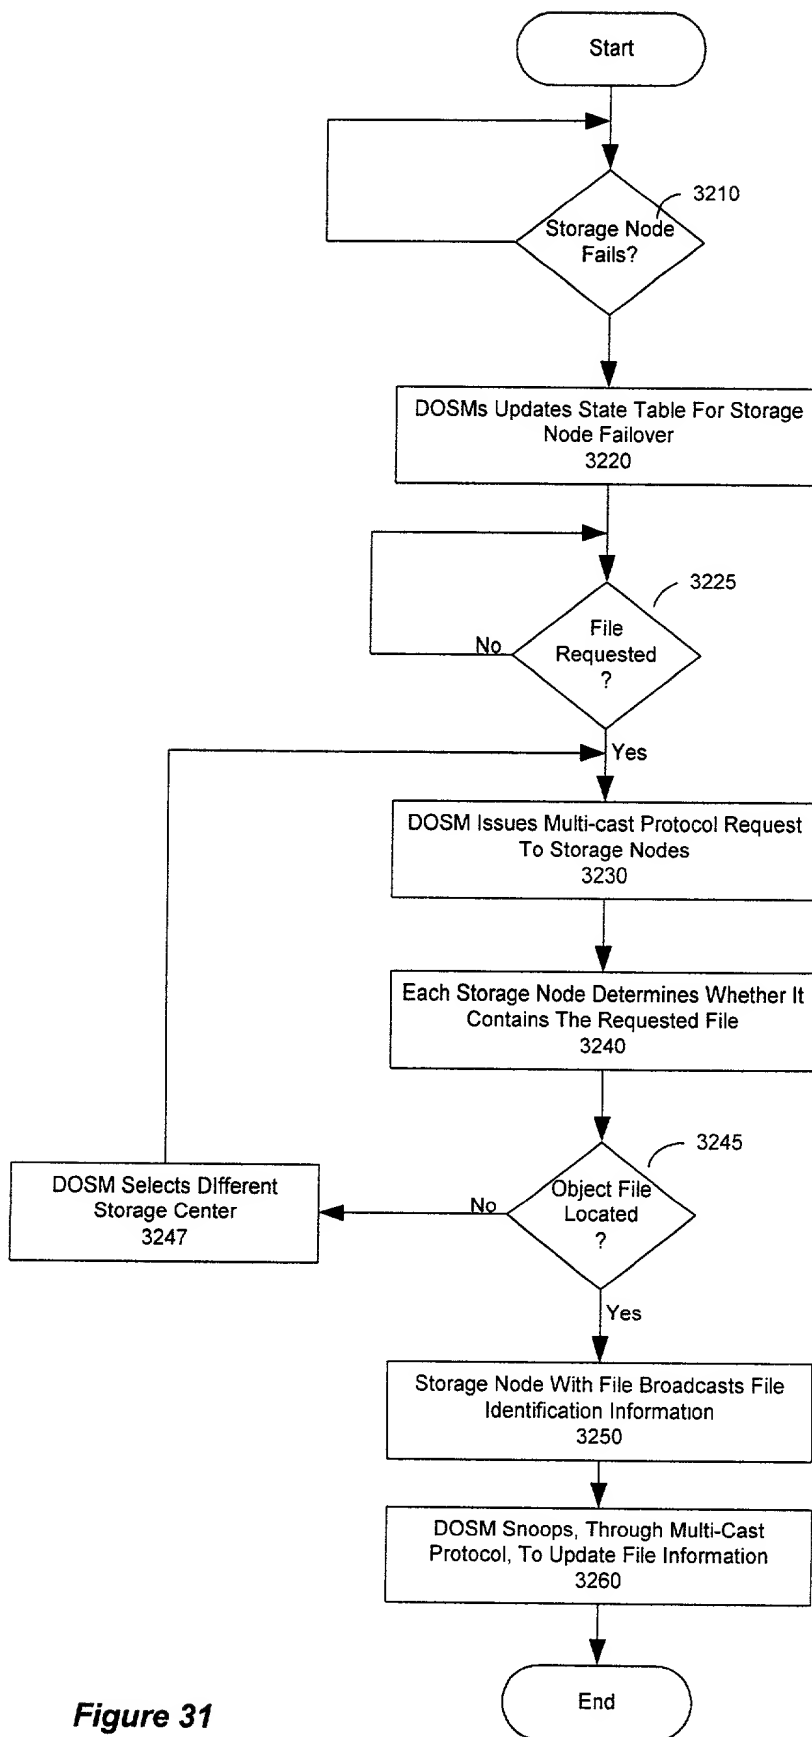 Start
3210
Storage Node
Fails?
DOSMs Updates State Table For Storage
Node Failover
3220
3225
File
Requested
?
No
Yes
DOSM Issues Multi-cast Protocol Request
To Storage Nodes
3230
Each Storage Node Determines Whether It
Contains The Requested File
3240
3245
Object File
Located
?
No
DOSM Selects Different
Storage Center
3247
Yes
Storage Node With File Broadcasts File
Identification Information
3250
DOSM Snoops, Through Multi-Cast
Protocol, To Update File Information
3260
End
Figure 31